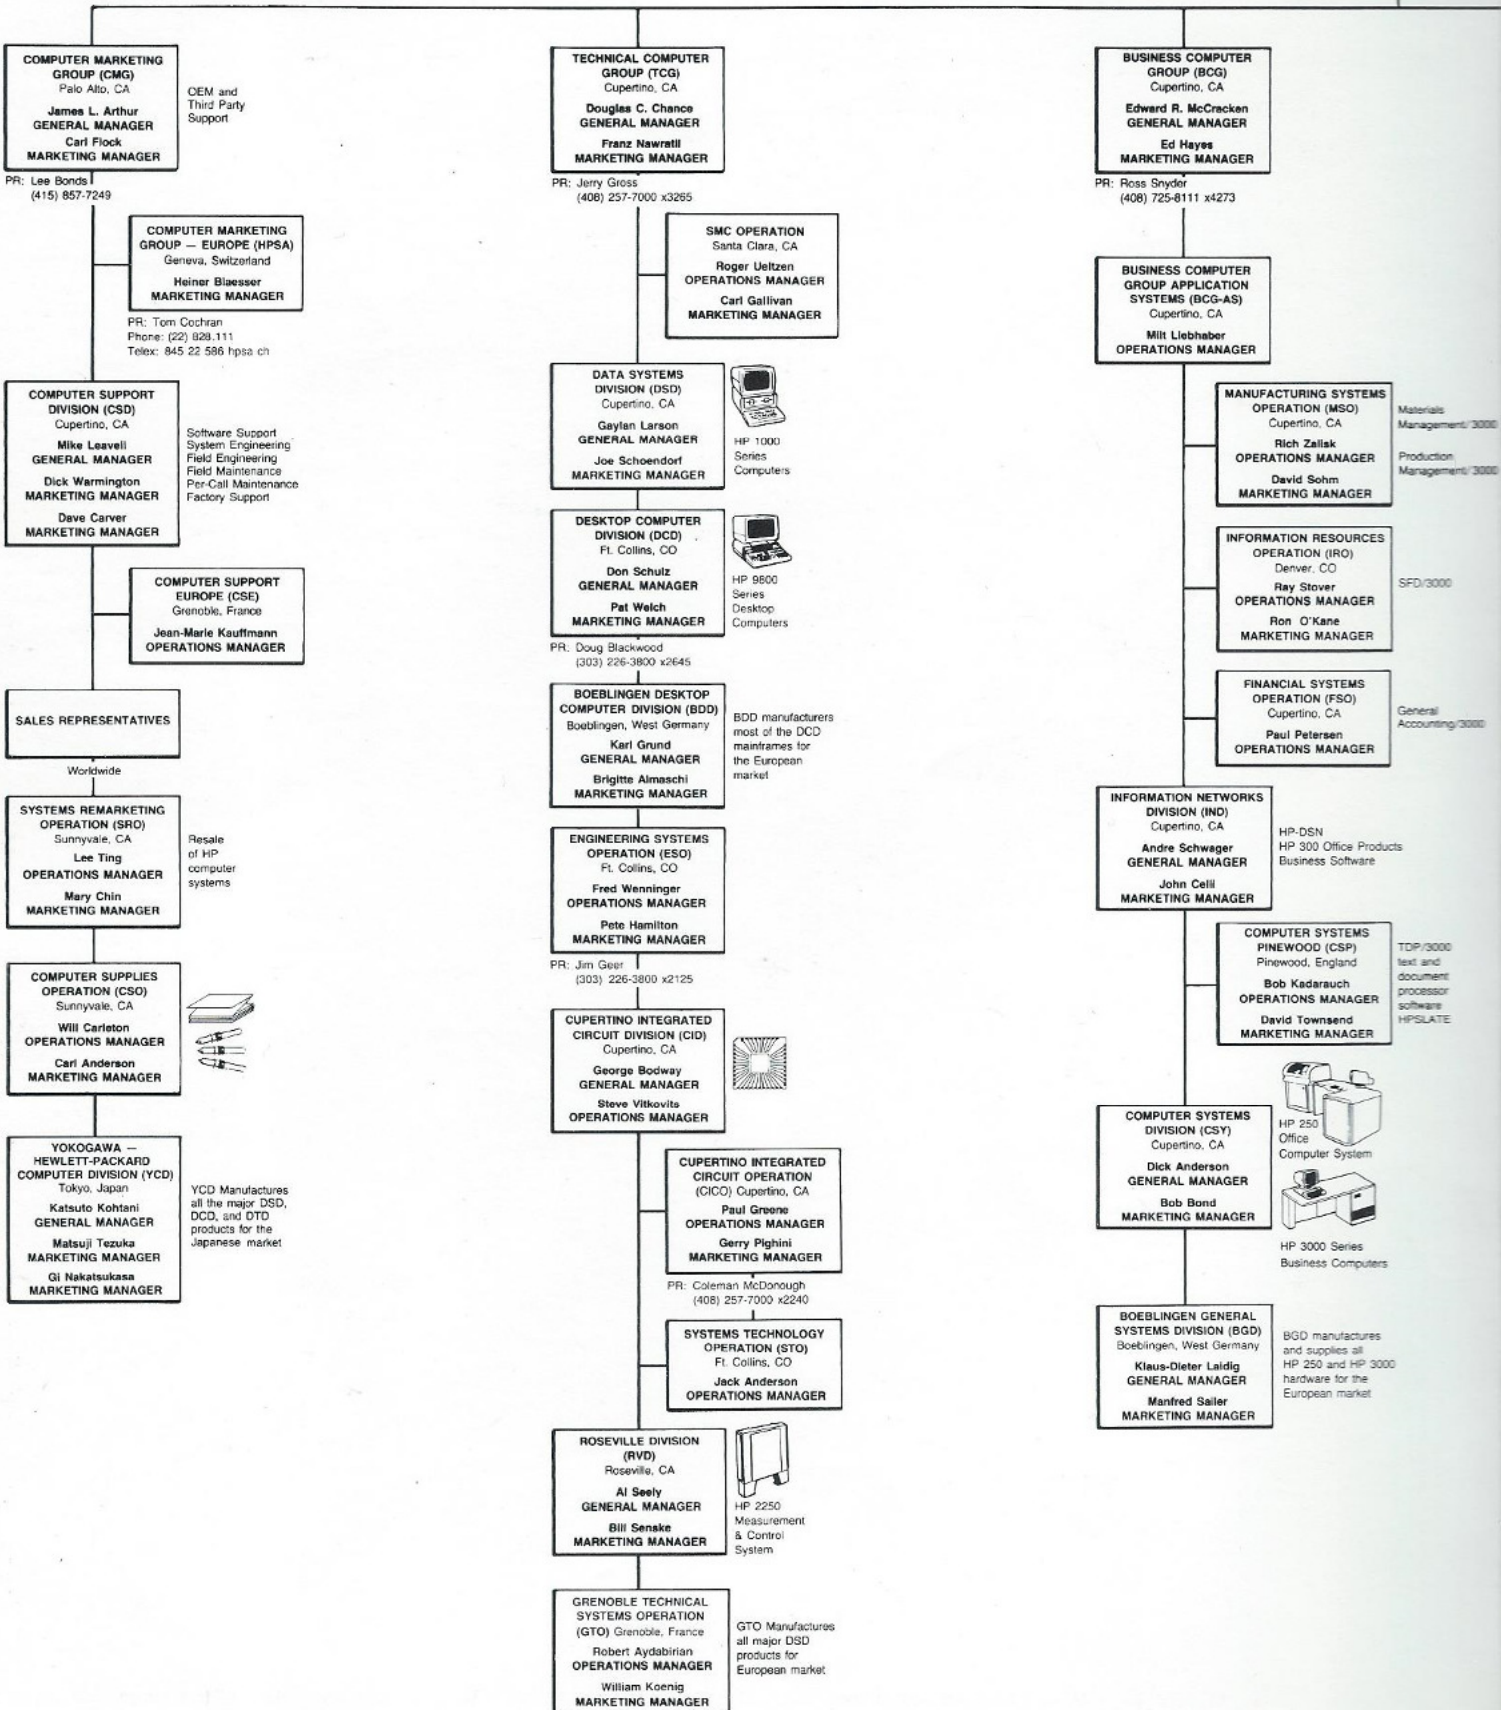 COMPUTER MARKETING
GROUP (CMG)
Palo Alto, CA
James L. Arthur
GENERAL MANAGER
Carl Flock
MARKETING MANAGER
OEM and
Third Party
Support
PR: Lee Bonds
(415) 857-7249
COMPUTER MARKETING
GROUP — EUROPE (HPSA)
Geneva, Switzerland
Heiner Blaesser
MARKETING MANAGER
PR: Tom Cochran
Phone: (22) 828.111
Telex: 845 22 586 hpsa ch
COMPUTER SUPPORT
DIVISION (CSD)
Cupertino, CA
Mike Leavell
GENERAL MANAGER
Dick Warmington
MARKETING MANAGER
Dave Carver
MARKETING MANAGER
Software Support
System Engineering
Field Engineering
Field Maintenance
Per-Call Maintenance
Factory Support
COMPUTER SUPPORT
EUROPE (CSE)
Grenoble, France
Jean-Marie Kauffmann
OPERATIONS MANAGER
SALES REPRESENTATIVES
Worldwide
SYSTEMS REMARKETING
OPERATION (SRO)
Sunnyvale, CA
Lee Ting
OPERATIONS MANAGER
Mary Chin
MARKETING MANAGER
Resale
of HP
computer
systems
COMPUTER SUPPLIES
OPERATION (CSO)
Sunnyvale, CA
Will Carleton
OPERATIONS MANAGER
Carl Anderson
MARKETING MANAGER
YOKOGAWA —
HEWLETT-PACKARD
COMPUTER DIVISION (YCD)
Tokyo, Japan
Katsuto Kohtani
GENERAL MANAGER
Matsuji Tezuka
MARKETING MANAGER
Gi Nakatsukasa
MARKETING MANAGER
YCD Manufactures
all the major DSD,
DCD, and DTD
products for the
Japanese market
TECHNICAL COMPUTER
GROUP (TCG)
Cupertino, CA
Douglas C. Chance
GENERAL MANAGER
Franz Nawratil
MARKETING MANAGER
PR: Jerry Gross
(408) 257-7000 x3265
SMC OPERATION
Santa Clara, CA
Roger Ueltzen
OPERATIONS MANAGER
Carl Gallivan
MARKETING MANAGER
DATA SYSTEMS
DIVISION (DSD)
Cupertino, CA
Gaylan Larson
GENERAL MANAGER
Joe Schoendorf
MARKETING MANAGER
HP 1000
Series
Computers
DESKTOP COMPUTER
DIVISION (DCD)
Ft. Collins, CO
Don Schulz
GENERAL MANAGER
Pat Welch
MARKETING MANAGER
HP 9800
Series
Desktop
Computers
PR: Doug Blackwood
(303) 226-3800 x2645
BOEBLINGEN DESKTOP
COMPUTER DIVISION (BDD)
Boeblingen, West Germany
Karl Grund
GENERAL MANAGER
Brigitte Almaschi
MARKETING MANAGER
BDD manufacturers
most of the DCD
mainframes for
the European
market
ENGINEERING SYSTEMS
OPERATION (ESO)
Ft. Collins, CO
Fred Wenninger
OPERATIONS MANAGER
Pete Hamilton
MARKETING MANAGER
PR: Jim Geer
(303) 226-3800 x2125
CUPERTINO INTEGRATED
CIRCUIT DIVISION (CID)
Cupertino, CA
George Bodway
GENERAL MANAGER
Steve Vitkovits
OPERATIONS MANAGER
CUPERTINO INTEGRATED
CIRCUIT OPERATION
(CICO) Cupertino, CA
Paul Greene
OPERATIONS MANAGER
Gerry Pighini
MARKETING MANAGER
PR: Coleman McDonough
(408) 257-7000 x2240
SYSTEMS TECHNOLOGY
OPERATION (STO)
Ft. Collins, CO
Jack Anderson
OPERATIONS MANAGER
ROSEVILLE DIVISION
(RVD)
Roseville, CA
Al Seely
GENERAL MANAGER
Bill Senske
MARKETING MANAGER
HP 2250
Measurement
& Control
System
GRENOBLE TECHNICAL
SYSTEMS OPERATION
(GTO) Grenoble, France
Robert Aydabirian
OPERATIONS MANAGER
William Koenig
MARKETING MANAGER
GTO Manufactures
all major DSD
products for
European market
BUSINESS COMPUTER
GROUP (BCG)
Cupertino, CA
Edward R. McCracken
GENERAL MANAGER
Ed Hayes
MARKETING MANAGER
PR: Ross Snyder
(408) 725-8111 x4273
BUSINESS COMPUTER
GROUP APPLICATION
SYSTEMS (BCG-AS)
Cupertino, CA
Milt Liebhaber
OPERATIONS MANAGER
MANUFACTURING SYSTEMS
OPERATION (MSO)
Cupertino, CA
Rich Zalisk
OPERATIONS MANAGER
David Sohm
MARKETING MANAGER
Materials
Management/3000
Production
Management/3000
INFORMATION RESOURCES
OPERATION (IRO)
Denver, CO
Ray Stover
OPERATIONS MANAGER
Ron O'Kane
MARKETING MANAGER
SFD/3000
FINANCIAL SYSTEMS
OPERATION (FSO)
Cupertino, CA
Paul Petersen
OPERATIONS MANAGER
General
Accounting/3000
INFORMATION NETWORKS
DIVISION (IND)
Cupertino, CA
Andre Schwager
GENERAL MANAGER
John Celii
MARKETING MANAGER
HP-DSN
HP 300 Office Products
Business Software
COMPUTER SYSTEMS
PINEWOOD (CSP)
Pinewood, England
Bob Kadarauch
OPERATIONS MANAGER
David Townsend
MARKETING MANAGER
TDP/3000
text and
document
processor
software
HPSLATE
COMPUTER SYSTEMS
DIVISION (CSY)
Cupertino, CA
Dick Anderson
GENERAL MANAGER
Bob Bond
MARKETING MANAGER
HP 250
Office
Computer System
HP 3000 Series
Business Computers
BOEBLINGEN GENERAL
SYSTEMS DIVISION (BGD)
Boeblingen, West Germany
Klaus-Dieter Laidig
GENERAL MANAGER
Manfred Sailer
MARKETING MANAGER
BGD manufactures
and supplies all
HP 250 and HP 3000
hardware for the
European market